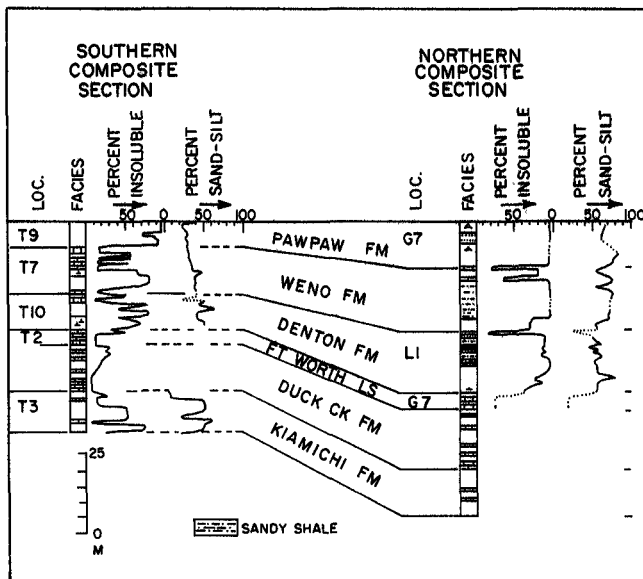 SOUTHERN
COMPOSITE
SECTION
NORTHERN
COMPOSITE
SECTION
LOC.
FACIES
PERCENT
INSOLUBLE
PERCENT
SAND-SILT
LOC.
FACIES
PERCENT
INSOLUBLE
PERCENT
SAND-SILT
50 0 50 100
50 0 50 100
T9
T7
T10
T2
T3
PAWPAW FM
WENO FM
DENTON FM
FT WORTH LS
DUCK CK FM
KIAMICHI FM
G7
L1
G7
25
0
M
SANDY SHALE